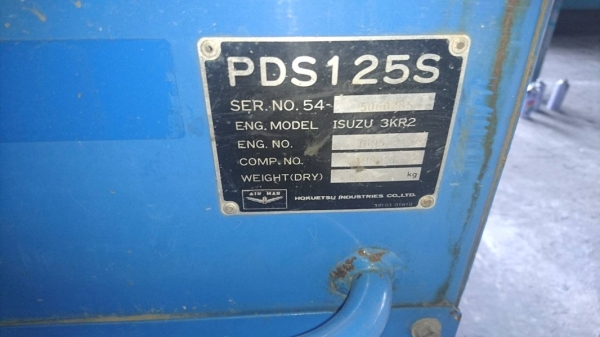 PDS125S
SER. NO. 54-
ENG. MODEL ISUZU 3KR2
ENG. NO.
COMP. NO.
WEIGHT(DRY) kg
AIR MAN
HOKUETSU INDUSTRIES CO.,LTD.